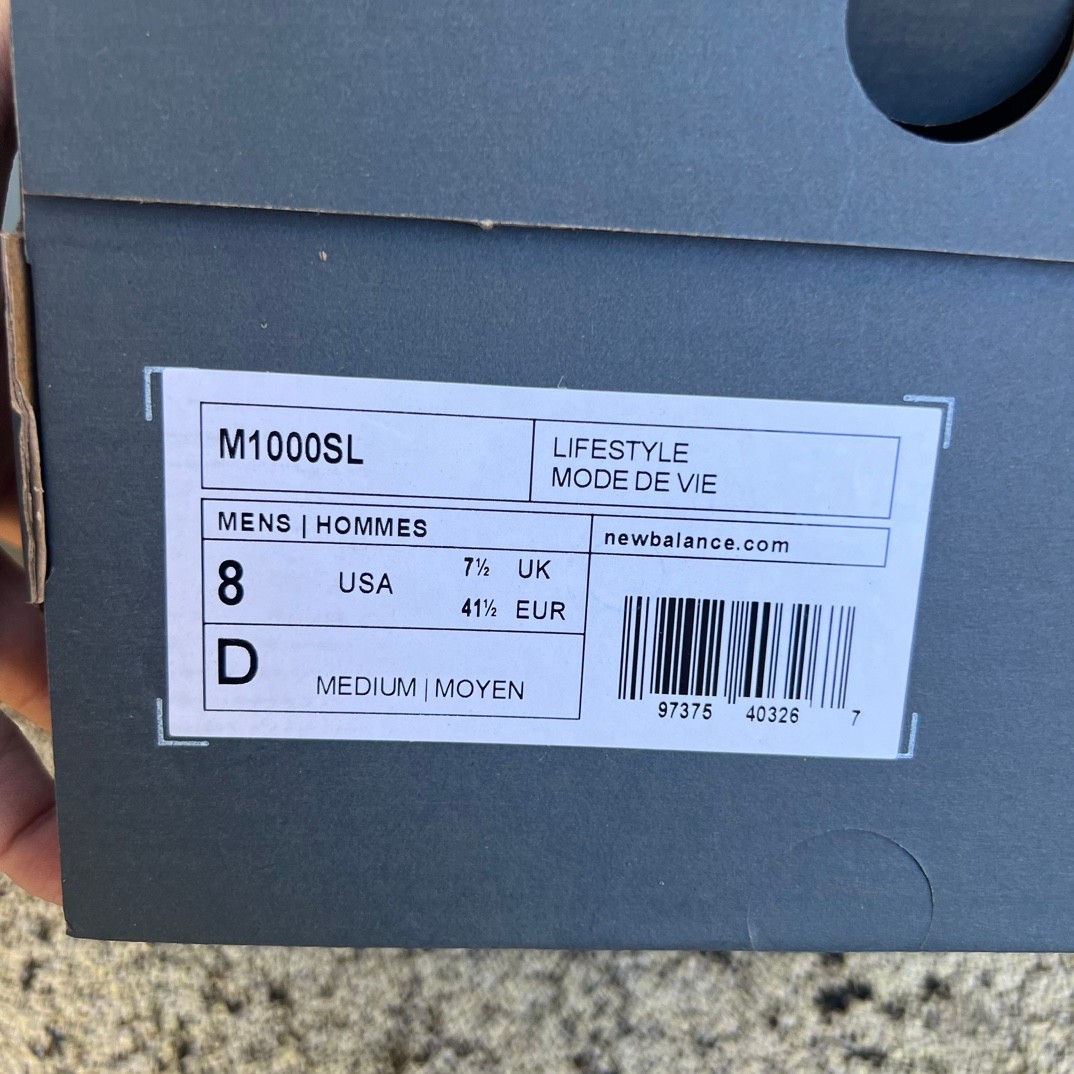 M1000SL
LIFESTYLE
MODE DE VIE
MENS | HOMMES
newbalance.com
8 USA 7½ UK
41½ EUR
D MEDIUM | MOYEN
97375 40326 7